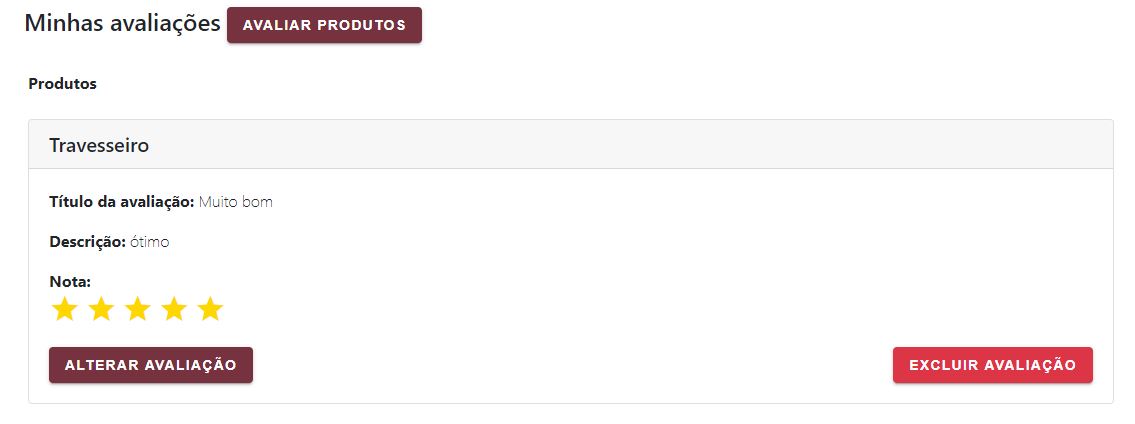 Minhas avaliações AVALIAR PRODUTOS
Produtos
Travesseiro
Título da avaliação: Muito bom
Descrição: ótimo
Nota:
ALTERAR AVALIAÇÃO EXCLUIR AVALIAÇÃO